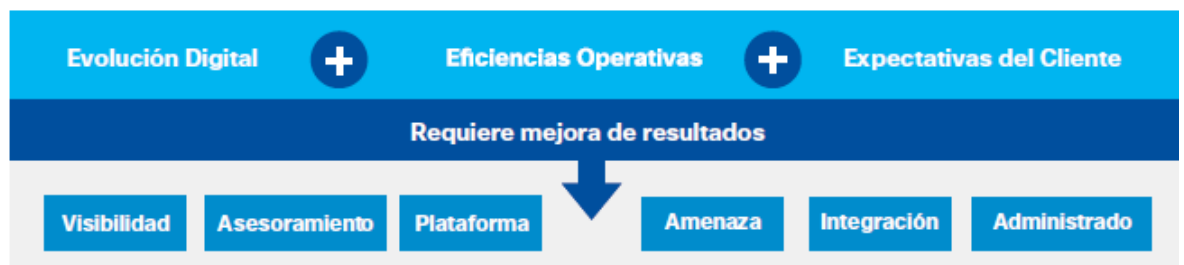 Evolución Digital + Eficiencias Operativas + Expectativas del Cliente
Requiere mejora de resultados
Visibilidad Asesoramiento Plataforma Amenaza Integración Administrado